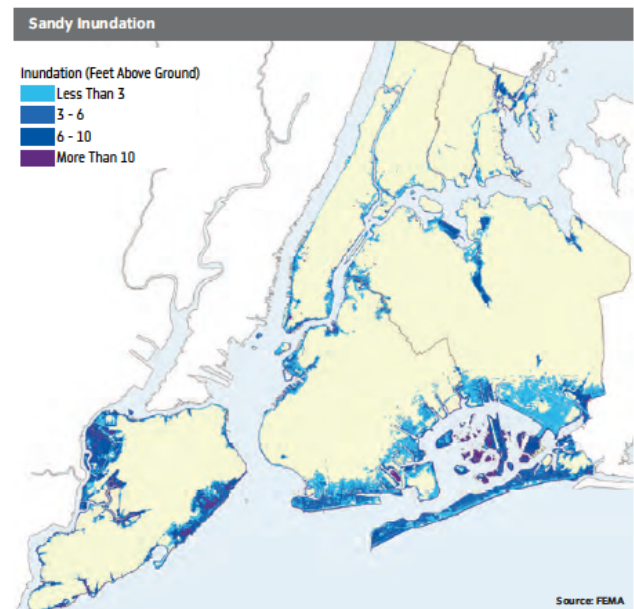 Sandy Inundation
Inundation (Feet Above Ground)
Less Than 3
3 - 6
6 - 10
More Than 10
Source: FEMA